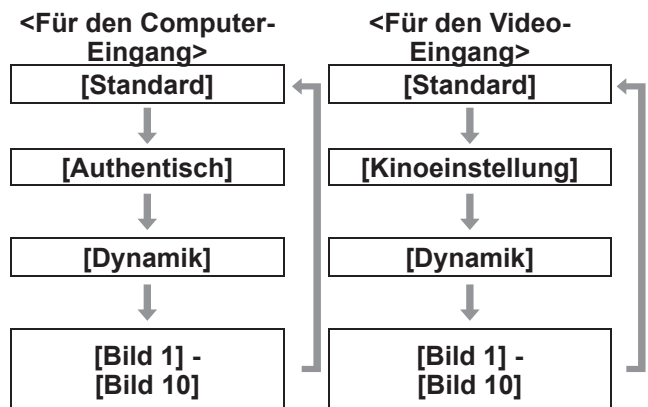 <Für den Computer-
Eingang>
[Standard]
[Authentisch]
[Dynamik]
[Bild 1] -
[Bild 10]
<Für den Video-
Eingang>
[Standard]
[Kinoeinstellung]
[Dynamik]
[Bild 1] -
[Bild 10]